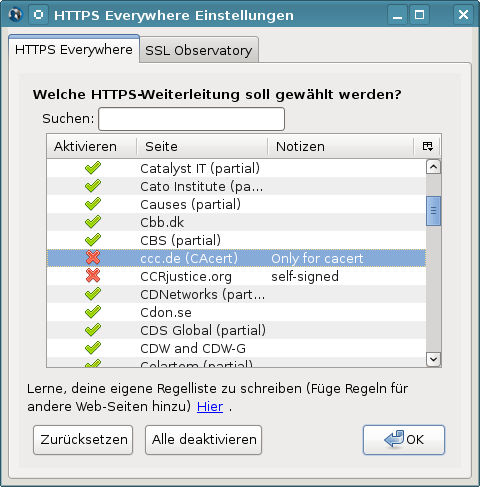 HTTPS Everywhere Einstellungen
HTTPS Everywhere SSL Observatory
Welche HTTPS-Weiterleitung soll gewählt werden?
Suchen:
Aktivieren Seite Notizen
Catalyst IT (partial)
Cato Institute (pa...
Causes (partial)
Cbb.dk
CBS (partial)
ccc.de (CAcert) Only for cacert
CCRjustice.org self-signed
CDNetworks (part...
Cdon.se
CDS Global (partial)
CDW and CDW-G
Celartem (partial)
Lerne, deine eigene Regelliste zu schreiben (Füge Regeln für
andere Web-Seiten hinzu) Hier .
Zurücksetzen Alle deaktivieren OK